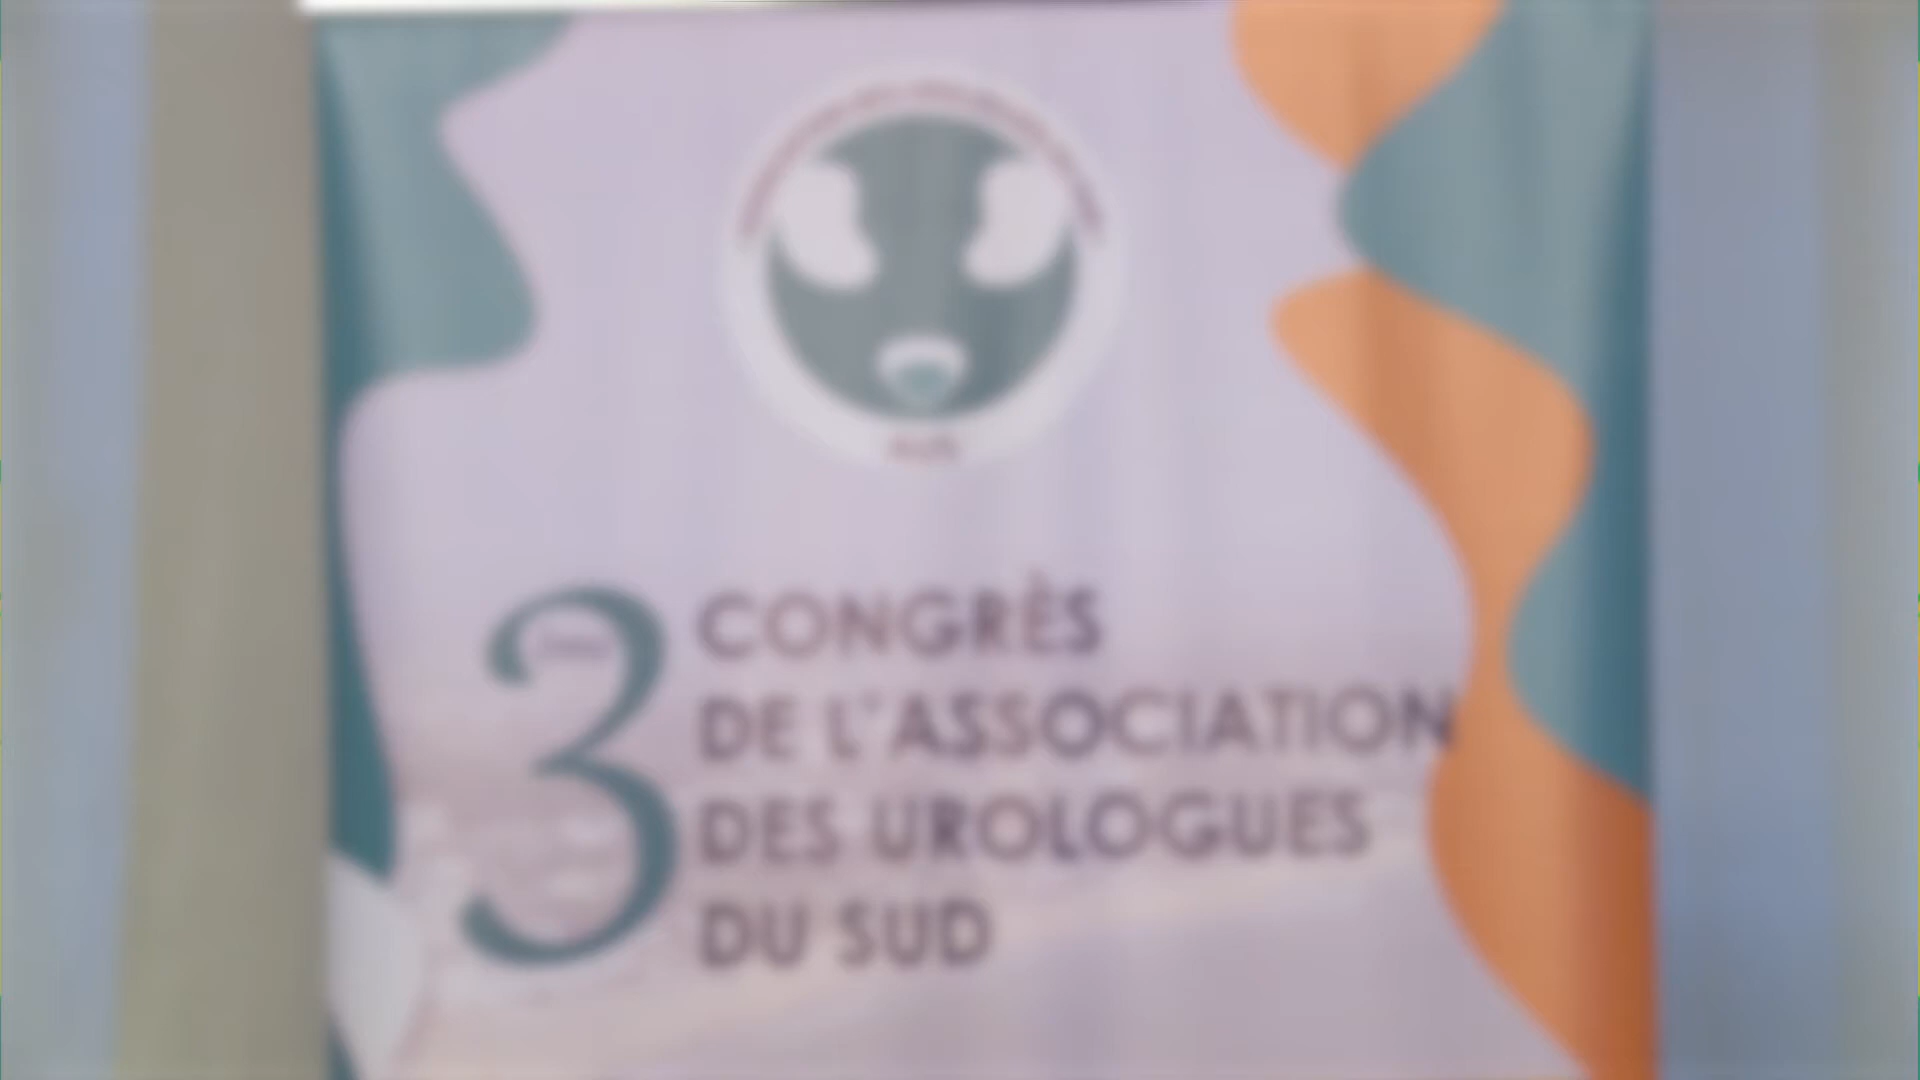 3 CONGRÈS
DE L'ASSOCIATION
DES UROLOGUES
DU SUD